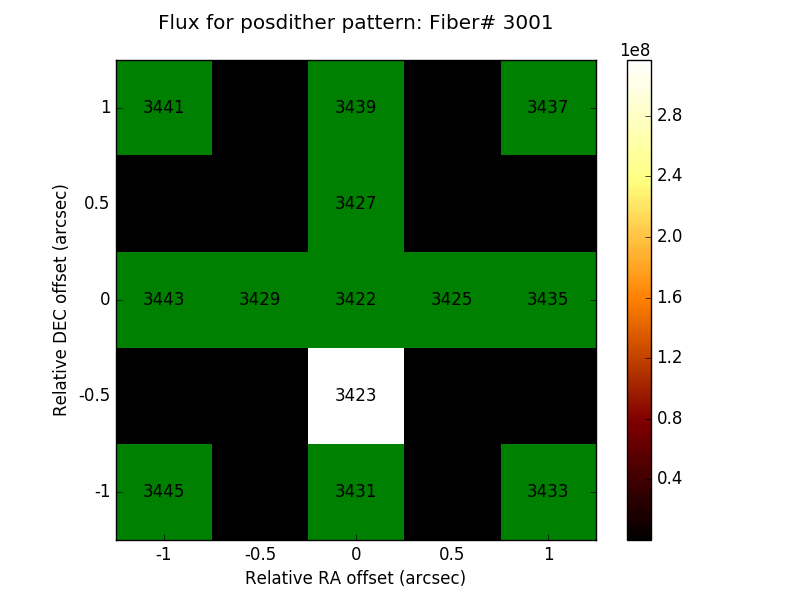 Flux for posdither pattern: Fiber# 3001
1e8
3441 3439 3437
3427
3443 3429 3422 3425 3435
3423
3445 3431 3433
1
0.5
0
-0.5
-1
-1 -0.5 0 0.5 1
Relative RA offset (arcsec)
Relative DEC offset (arcsec)
2.8
2.4
2.0
1.6
1.2
0.8
0.4